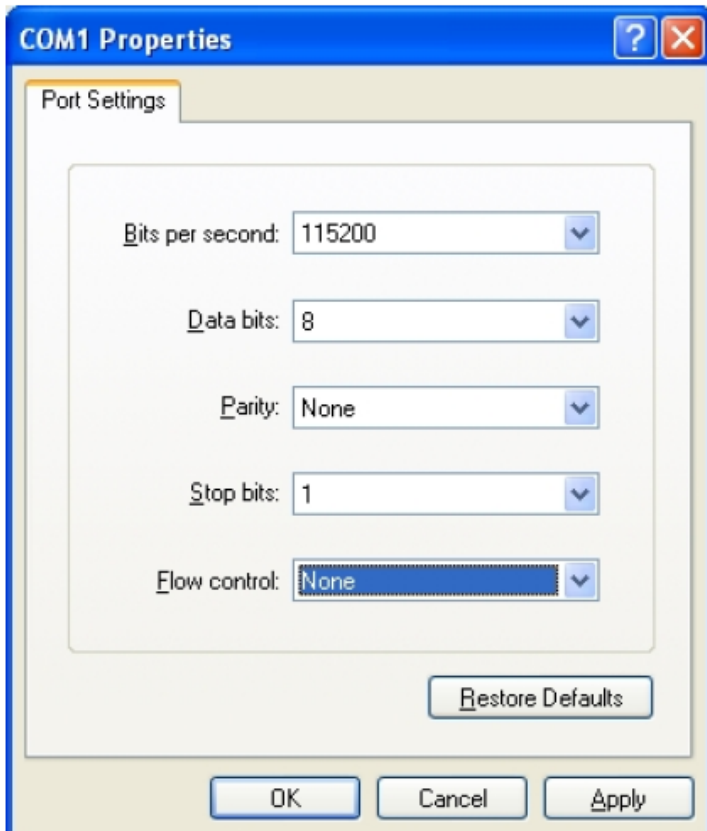 COM1 Properties
Port Settings
Bits per second: 115200
Data bits: 8
Parity: None
Stop bits: 1
Flow control: None
Restore Defaults
OK Cancel Apply